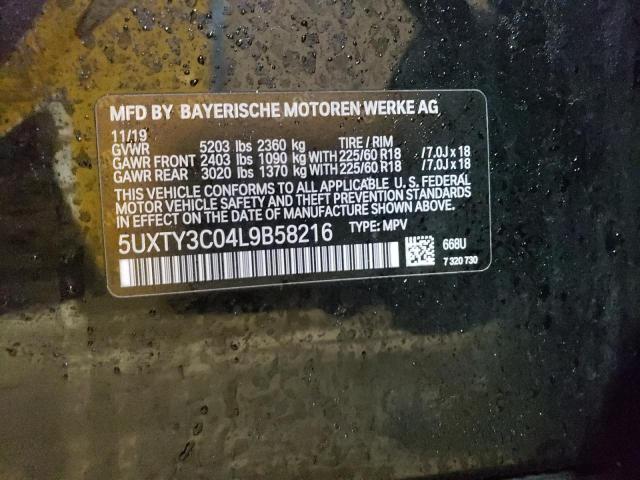 MFD BY BAYERISCHE MOTOREN WERKE AG
11/19
GVWR 5203 lbs 2360 kg TIRE / RIM
GAWR FRONT 2403 lbs 1090 kg WITH 225/60 R18 / 7.0J x 18
GAWR REAR 3020 lbs 1370 kg WITH 225/60 R18 / 7.0J x 18
THIS VEHICLE CONFORMS TO ALL APPLICABLE U. S. FEDERAL
MOTOR VEHICLE SAFETY AND THEFT PREVENTION STANDARDS
IN EFFECT ON THE DATE OF MANUFACTURE SHOWN ABOVE.
5UXTY3C04L9B58216 TYPE: MPV
668U
7 320 730